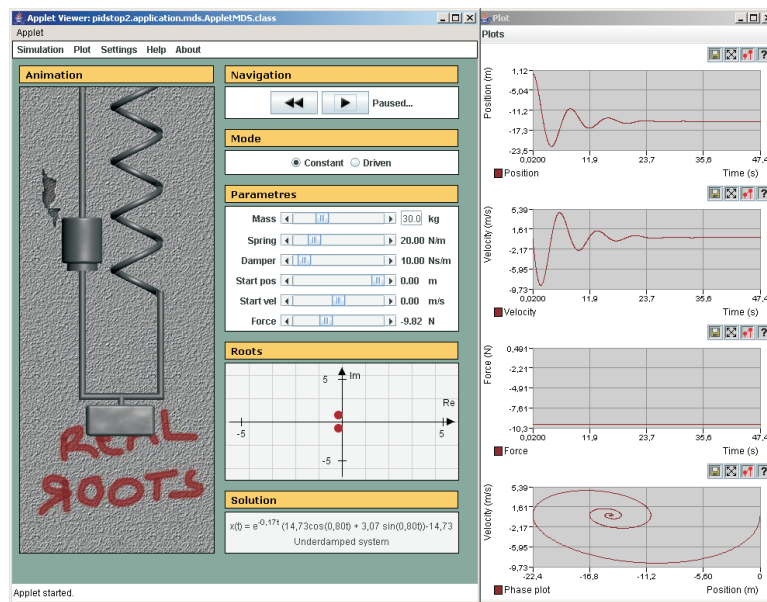 Applet Viewer: pidstop2.application.mds.AppletMDS.class
Applet
Simulation Plot Settings Help About
Animation
REAL
ROOTS
Navigation
Paused...
Mode
Constant Driven
Parametres
Mass 30.0 kg
Spring 20.00 N/m
Damper 10.00 Ns/m
Start pos 0.00 m
Start vel 0.00 m/s
Force -9.82 N
Roots
5 Im
Re
-5 5
-5
Solution
x(t) = e^-0,17t (14,73cos(0,80t) + 3,07 sin(0,80t))-14,73
Underdamped system
Applet started.
Plot
Plots
?
Position (m)
1,12
-5,04
-11,2
-17,3
-23,5
0,0200 11,9 23,7 35,6 47,4
Time (s)
Position
?
Velocity (m/s)
5,39
1,61
-2,17
-5,95
-9,73
0,0200 11,9 23,7 35,6 47,4
Time (s)
Velocity
?
Force (N)
0,491
-2,21
-4,91
-7,61
-10,3
0,0200 11,9 23,7 35,6 47,4
Time (s)
Force
?
Velocity (m/s)
5,39
1,61
-2,17
-5,95
-9,73
-22,4 -16,8 -11,2 -5,60 0
Position (m)
Phase plot